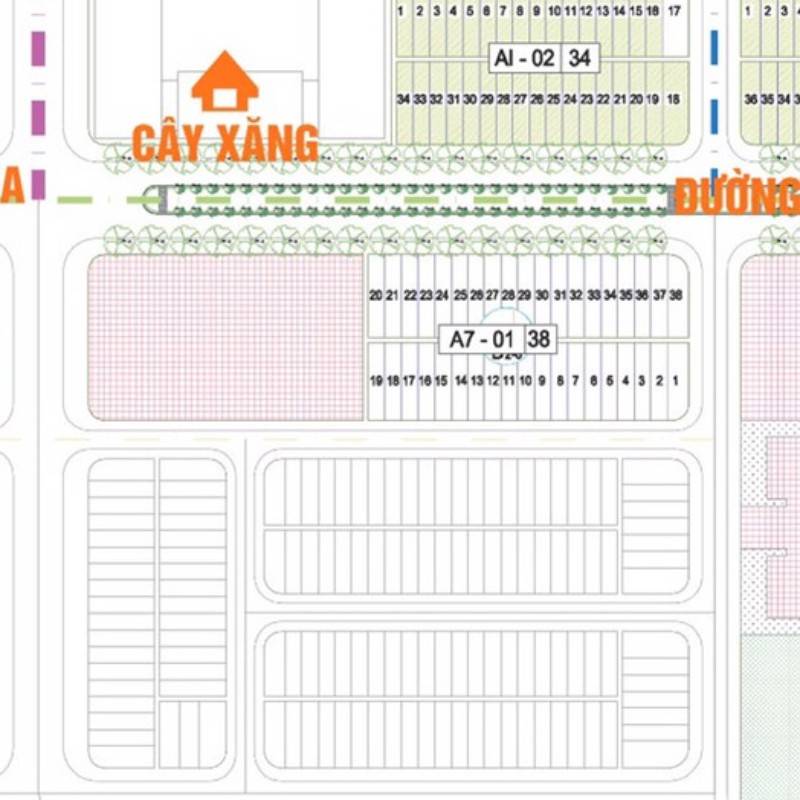 1 2 3 4 5 6 7 8 9 10 11 12 13 14 15 16 17
1 2 3
AI - 02 34
34 33 32 31 30 29 28 27 26 25 24 23 22 21 20 19 18
36 35 34
CÂY XĂNG
A
ĐƯỜNG
20 21 22 23 24 25 26 27 28 29 30 31 32 33 34 35 36 37 38
A7 - 01 38
19 18 17 16 15 14 13 12 11 10 9 8 7 6 5 4 3 2 1